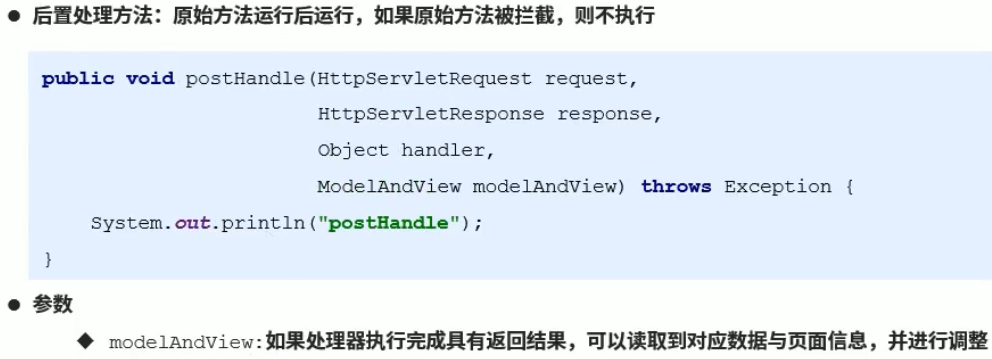 ● 后置处理方法：原始方法运行后运行，如果原始方法被拦截，则不执行
public void postHandle(HttpServletRequest request,
HttpServletResponse response,
Object handler,
ModelAndView modelAndView) throws Exception {
System.out.println("postHandle");
}
● 参数
◆ modelAndView:如果处理器执行完成具有返回结果，可以读取到对应数据与页面信息，并进行调整